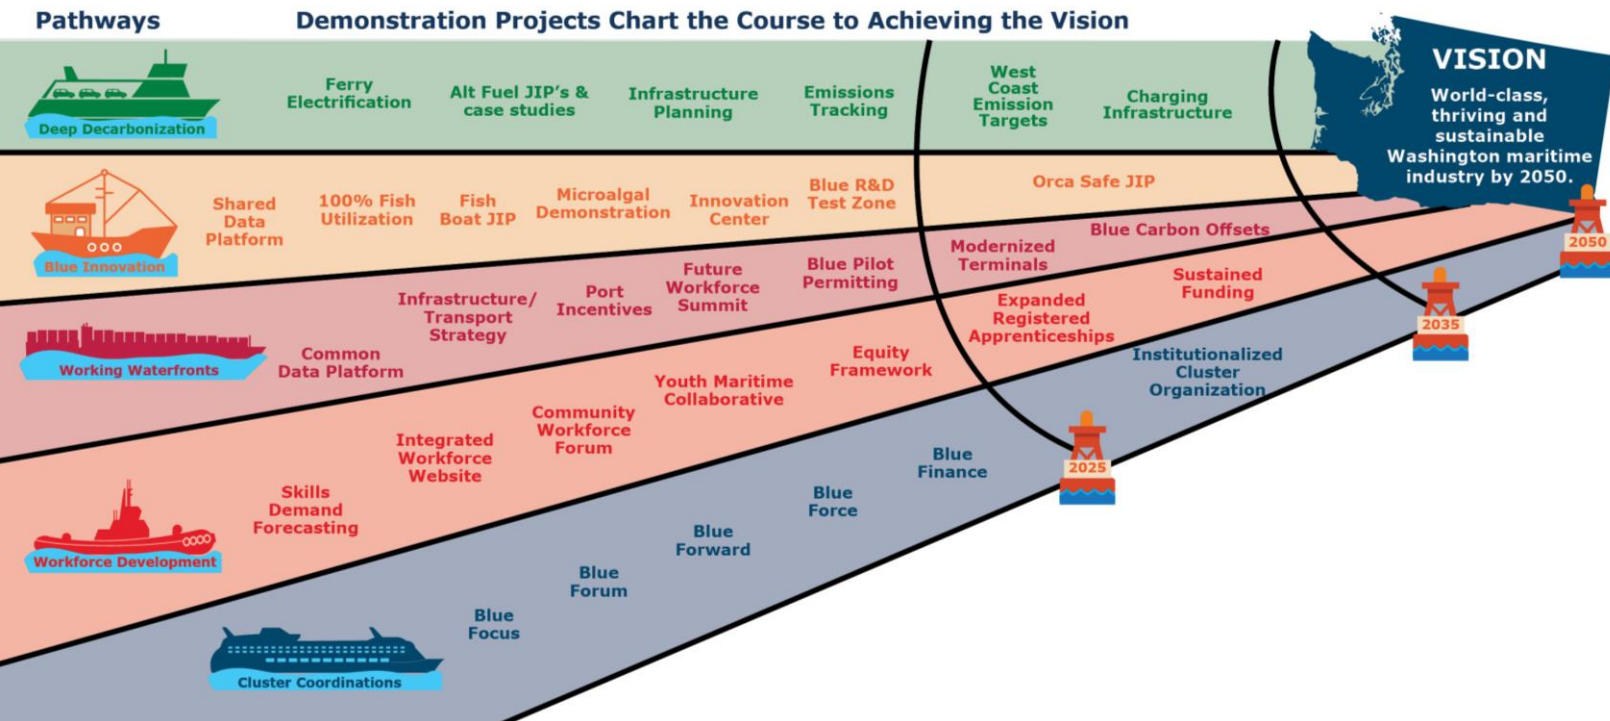 Pathways
Demonstration Projects Chart the Course to Achieving the Vision
Deep Decarbonization
Ferry
Electrification
Alt Fuel JIP's &
case studies
Infrastructure
Planning
Emissions
Tracking
West
Coast
Emission
Targets
Charging
Infrastructure
VISION
World-class,
thriving and
sustainable
Washington maritime
industry by 2050.
Blue Innovation
Shared
Data
Platform
100% Fish
Utilization
Fish
Boat JIP
Microalgal
Demonstration
Innovation
Center
Blue R&D
Test Zone
Orca Safe JIP
Working Waterfronts
Common
Data Platform
Infrastructure/
Transport
Strategy
Port
Incentives
Future
Workforce
Summit
Blue Pilot
Permitting
Modernized
Terminals
Blue Carbon Offsets
Workforce Development
Skills
Demand
Forecasting
Integrated
Workforce
Website
Community
Workforce
Forum
Youth Maritime
Collaborative
Equity
Framework
Expanded
Registered
Apprenticeships
Sustained
Funding
Cluster Coordinations
Blue
Focus
Blue
Forum
Blue
Forward
Blue
Force
Blue
Finance
Institutionalized
Cluster
Organization
2025
2035
2050